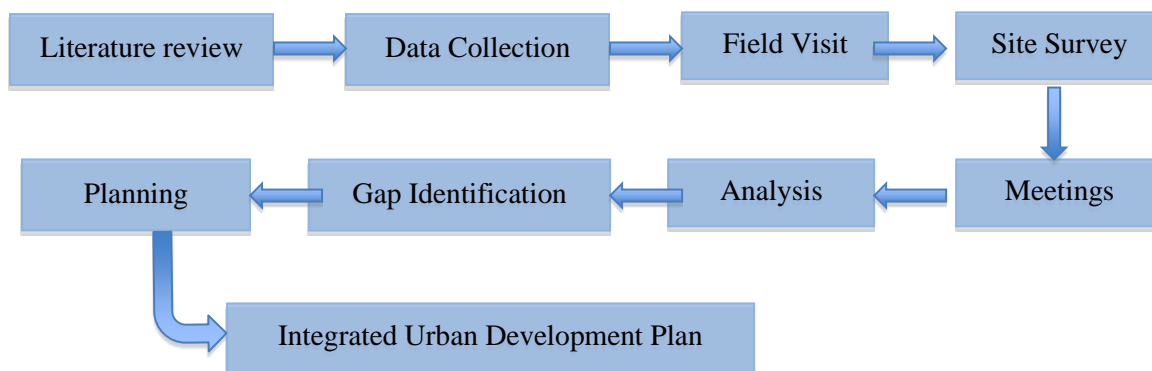 Literature review
Data Collection
Field Visit
Site Survey
Meetings
Analysis
Gap Identification
Planning
Integrated Urban Development Plan